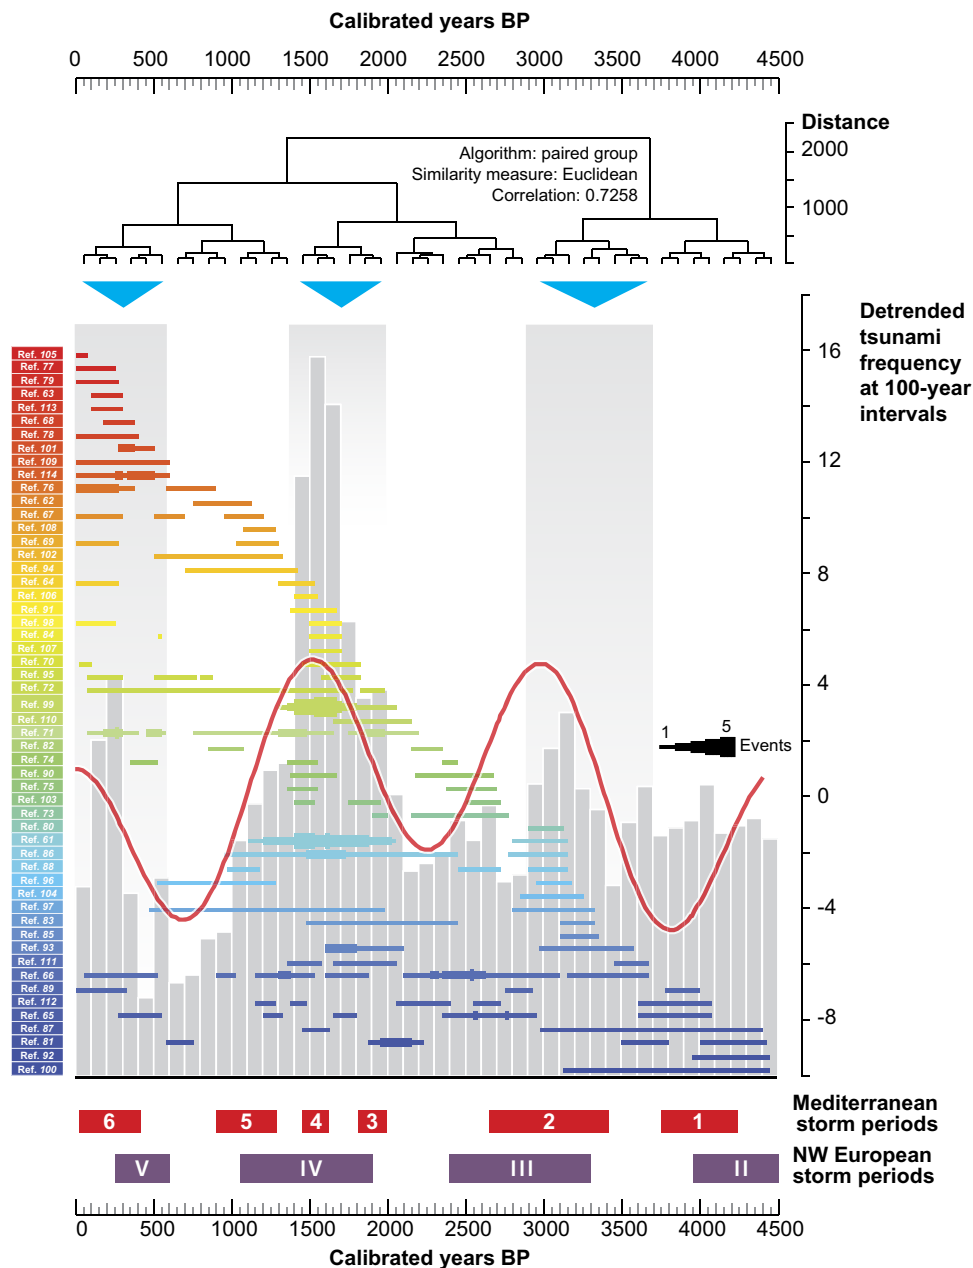 Calibrated years BP
0 500 1000 1500 2000 2500 3000 3500 4000 4500
Distance
2000
1000
Algorithm: paired group
Similarity measure: Euclidean
Correlation: 0.7258
Detrended
tsunami
frequency
at 100-year
intervals
16
12
8
4
0
-4
-8
Ref. 105
Ref. 77
Ref. 79
Ref. 63
Ref. 113
Ref. 68
Ref. 78
Ref. 101
Ref. 109
Ref. 114
Ref. 76
Ref. 62
Ref. 67
Ref. 108
Ref. 69
Ref. 102
Ref. 94
Ref. 64
Ref. 106
Ref. 91
Ref. 98
Ref. 84
Ref. 107
Ref. 70
Ref. 95
Ref. 72
Ref. 99
Ref. 110
Ref. 71
Ref. 82
Ref. 74
Ref. 90
Ref. 75
Ref. 103
Ref. 73
Ref. 80
Ref. 61
Ref. 86
Ref. 88
Ref. 96
Ref. 104
Ref. 97
Ref. 83
Ref. 85
Ref. 93
Ref. 111
Ref. 66
Ref. 89
Ref. 112
Ref. 65
Ref. 87
Ref. 81
Ref. 92
Ref. 100
1 5
Events
6 5 4 3 2 1
Mediterranean
storm periods
V IV III II
NW European
storm periods
0 500 1000 1500 2000 2500 3000 3500 4000 4500
Calibrated years BP